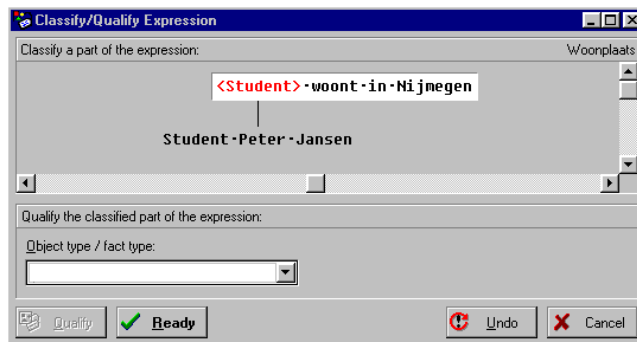 Classify/Qualify Expression
Classify a part of the expression: Woonplaats
<Student>·woont·in·Nijmegen
Student·Peter·Jansen
Qualify the classified part of the expression:
Object type / fact type:
Qualify Ready Undo Cancel